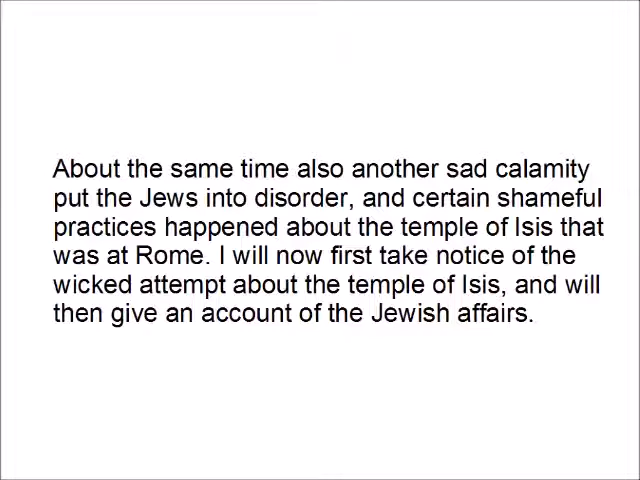 About the same time also another sad calamity
put the Jews into disorder, and certain shameful
practices happened about the temple of Isis that
was at Rome. I will now first take notice of the
wicked attempt about the temple of Isis, and will
then give an account of the Jewish affairs.